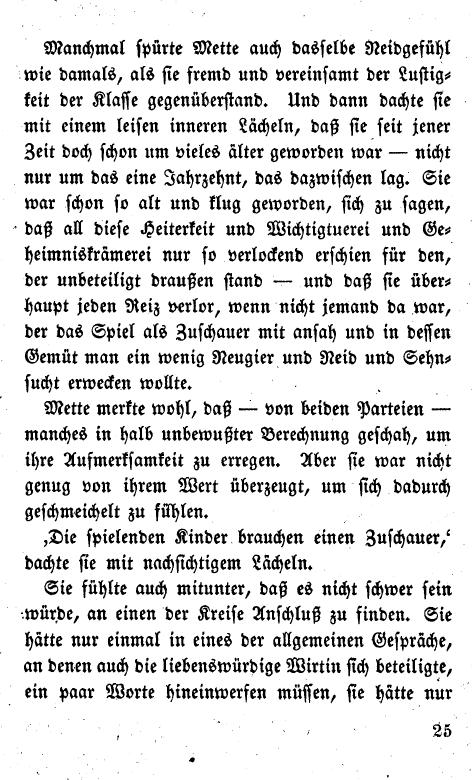 Manchmal spürte Mette auch dasselbe Neidgefühl
wie damals, als sie fremd und vereinsamt der Lustig-
keit der Klasse gegenüberstand. Und dann dachte sie
mit einem leisen inneren Lächeln, daß sie seit jener
Zeit doch schon um vieles älter geworden war — nicht
nur um das eine Jahrzehnt, das dazwischen lag. Sie
war schon so alt und klug geworden, sich zu sagen,
daß all diese Heiterkeit und Wichtigtuerei und Ge-
heimniskrämerei nur so verlockend erschien für den,
der unbeteiligt draußen stand — und daß sie über-
haupt jeden Reiz verlor, wenn nicht jemand da war,
der das Spiel als Zuschauer mit ansah und in dessen
Gemüt man ein wenig Neugier und Neid und Sehn-
sucht erwecken wollte.
Mette merkte wohl, daß — von beiden Parteien —
manches in halb unbewußter Berechnung geschah, um
ihre Aufmerksamkeit zu erregen. Aber sie war nicht
genug von ihrem Wert überzeugt, um sich dadurch
geschmeichelt zu fühlen.
‚Die spielenden Kinder brauchen einen Zuschauer,‘
dachte sie mit nachsichtigem Lächeln.
Sie fühlte auch mitunter, daß es nicht schwer sein
würde, an einen der Kreise Anschluß zu finden. Sie
hätte nur einmal in eines der allgemeinen Gespräche,
an denen auch die liebenswürdige Wirtin sich beteiligte,
ein paar Worte hineinwerfen müssen, sie hätte nur
25